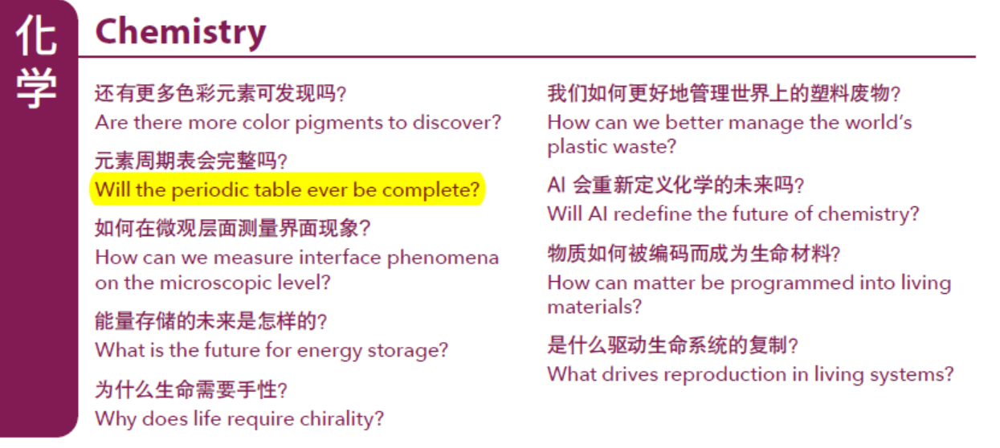 化学
Chemistry
还有更多色彩元素可发现吗?
Are there more color pigments to discover?
元素周期表会完整吗?
Will the periodic table ever be complete?
如何在微观层面测量界面现象?
How can we measure interface phenomena
on the microscopic level?
能量存储的未来是怎样的?
What is the future for energy storage?
为什么生命需要手性?
Why does life require chirality?
我们如何更好地管理世界上的塑料废物?
How can we better manage the world’s
plastic waste?
AI 会重新定义化学的未来吗?
Will AI redefine the future of chemistry?
物质如何被编码而成为生命材料?
How can matter be programmed into living
materials?
是什么驱动生命系统的复制?
What drives reproduction in living systems?